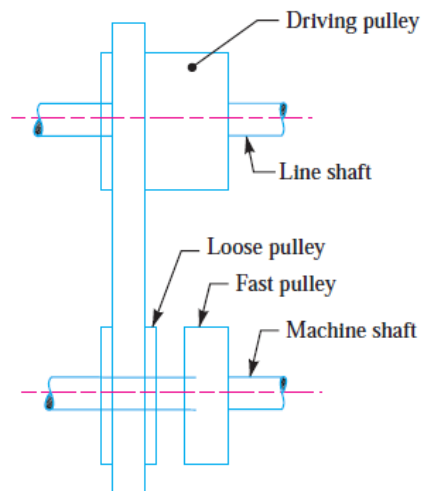 Driving pulley
Line shaft
Loose pulley
Fast pulley
Machine shaft